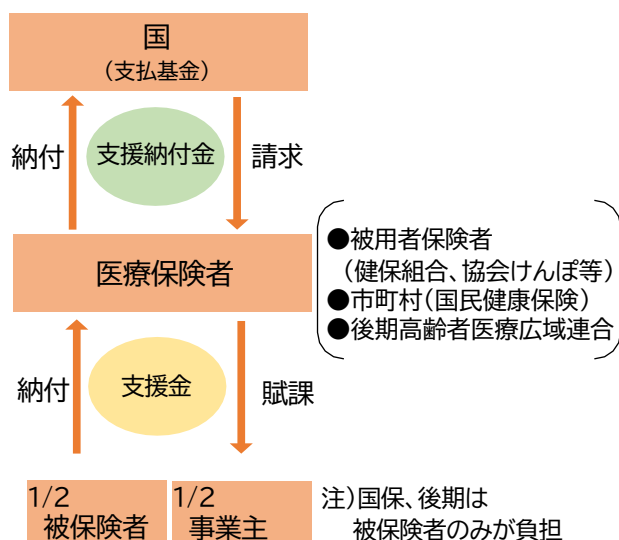 国
(支払基金)
納付
支援納付金
請求
医療保険者
●被用者保険者
(健保組合、協会けんぽ等)
●市町村(国民健康保険)
●後期高齢者医療広域連合
納付
支援金
賦課
1/2
被保険者
1/2
事業主
注)国保、後期は
被保険者のみが負担